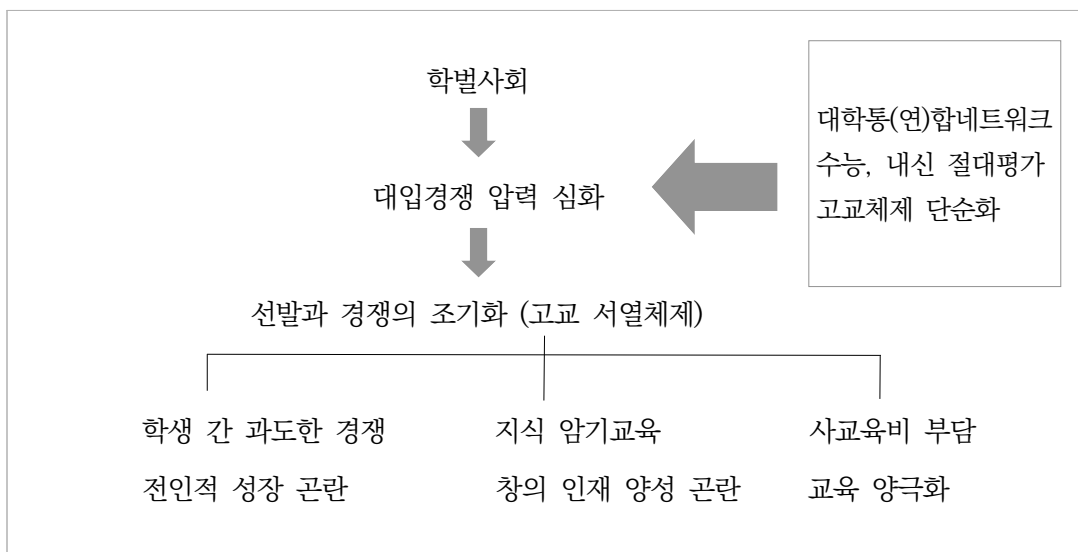 학벌사회
대학통(연)합네트워크
수능, 내신 절대평가
고교체제 단순화
대입경쟁 압력 심화
선발과 경쟁의 조기화 (고교 서열체제)
학생 간 과도한 경쟁
전인적 성장 곤란
지식 암기교육
창의 인재 양성 곤란
사교육비 부담
교육 양극화